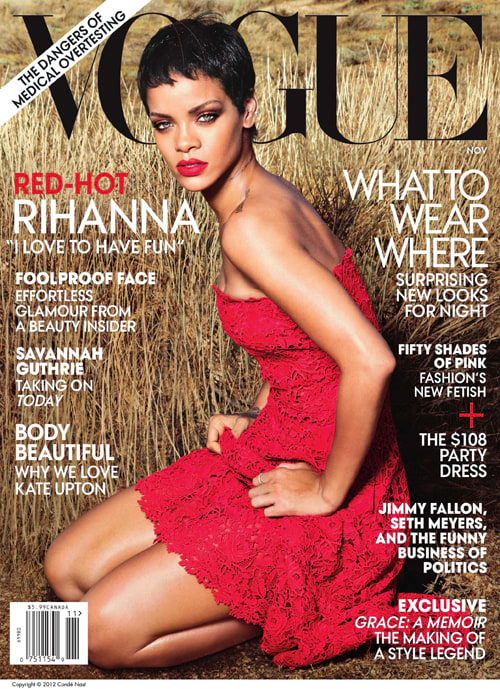 THE DANGERS OF
MEDICAL OVERTESTING
VOGUE
NOV
RED-HOT
RIHANNA
"I LOVE TO HAVE FUN"
FOOLPROOF FACE
EFFORTLESS
GLAMOUR FROM
A BEAUTY INSIDER
SAVANNAH
GUTHRIE
TAKING ON
TODAY
BODY
BEAUTIFUL
WHY WE LOVE
KATE UPTON
WHAT TO
WEAR
WHERE
SURPRISING
NEW LOOKS
FOR NIGHT
FIFTY SHADES
OF PINK
FASHION'S
NEW FETISH
+
THE $108
PARTY
DRESS
JIMMY FALLON,
SETH MEYERS,
AND THE FUNNY
BUSINESS OF
POLITICS
EXCLUSIVE
GRACE: A MEMOIR
THE MAKING OF
A STYLE LEGEND
$5.99CANADA
11>
0 751154 9
Copyright © 2012 Condé Nast